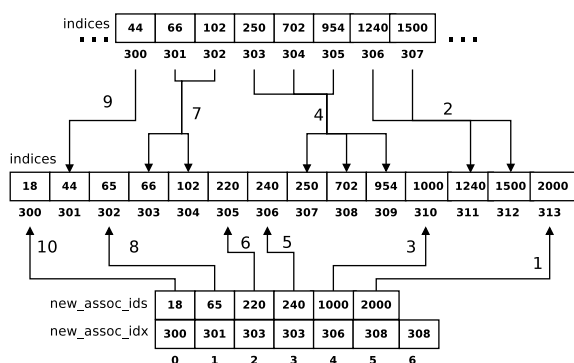 indices 44 66 102 250 702 954 1240 1500
... 300 301 302 303 304 305 306 307 ...
9 7 4 2
indices
18 44 65 66 102 220 240 250 702 954 1000 1240 1500 2000
300 301 302 303 304 305 306 307 308 309 310 311 312 313
10 8 6 5 3 1
new_assoc_ids 18 65 220 240 1000 2000
new_assoc_idx 300 301 303 303 306 308 308
0 1 2 3 4 5 6